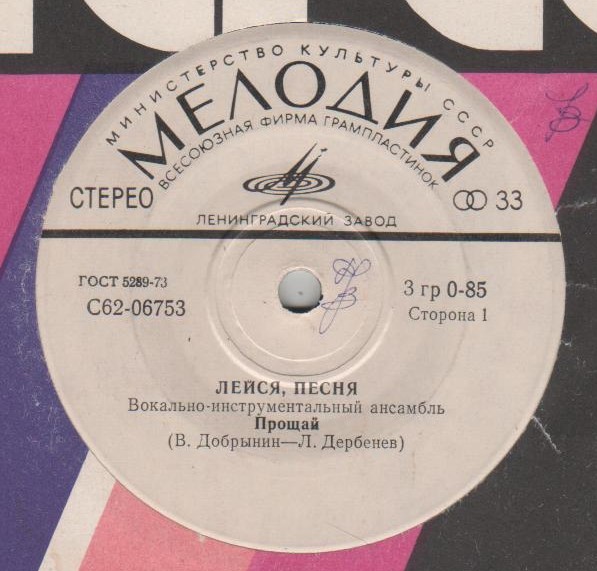 МИНИСТЕРСТВО КУЛЬТУРЫ СССР
МЕЛОДИЯ
ВСЕСОЮЗНАЯ ФИРМА ГРАМПЛАСТИНОК
СТЕРЕО
33
ЛЕНИНГРАДСКИЙ ЗАВОД
ГОСТ 5289-73
С62-06753
3 гр 0-85
Сторона 1
ЛЕЙСЯ, ПЕСНЯ
Вокально-инструментальный ансамбль
Прощай
(В. Добрынин—Л. Дербенев)